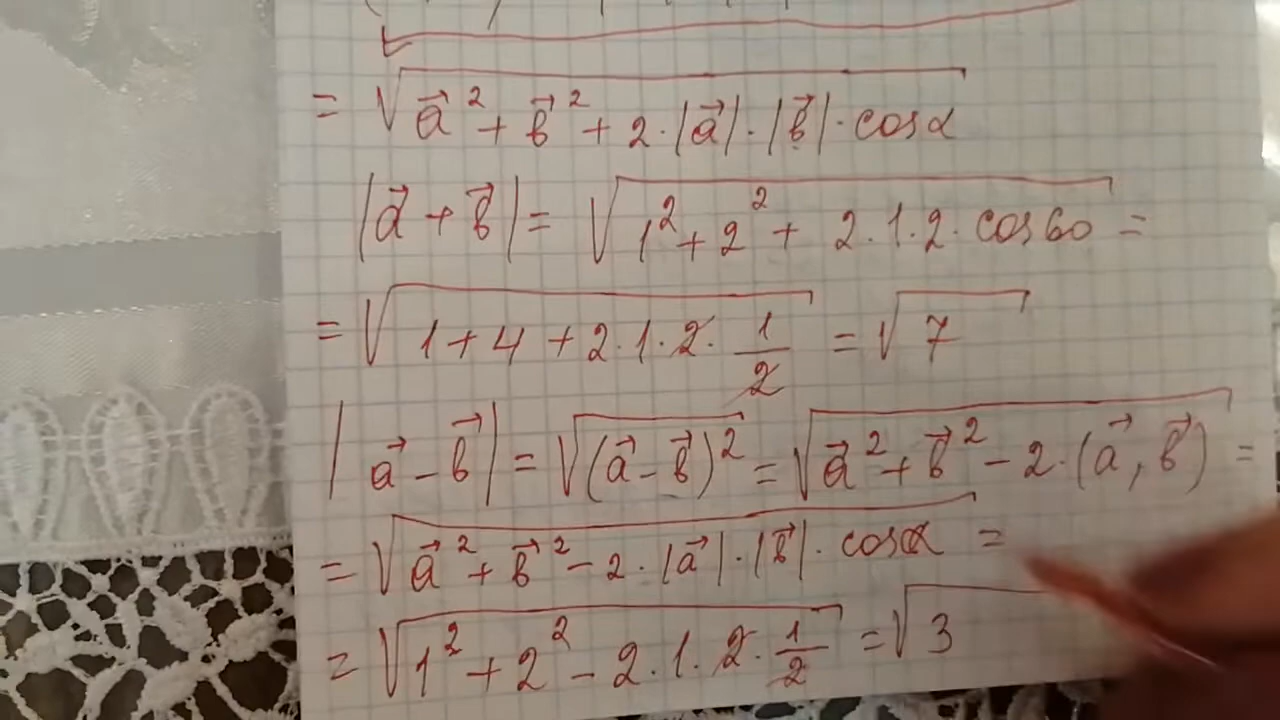 = √(a⃗² + b⃗² + 2·|a⃗|·|b⃗|·cosα)
|a⃗ + b⃗| = √(1² + 2² + 2·1·2·cos60) =
= √(1 + 4 + 2·1·2·1/2) = √7
|a⃗ - b⃗| = √(a⃗ - b⃗)² = √(a⃗² + b⃗² - 2·(a⃗, b⃗)) =
= √(a⃗² + b⃗² - 2·|a⃗|·|b⃗|·cosα) =
= √(1² + 2² - 2·1·2·1/2) = √3